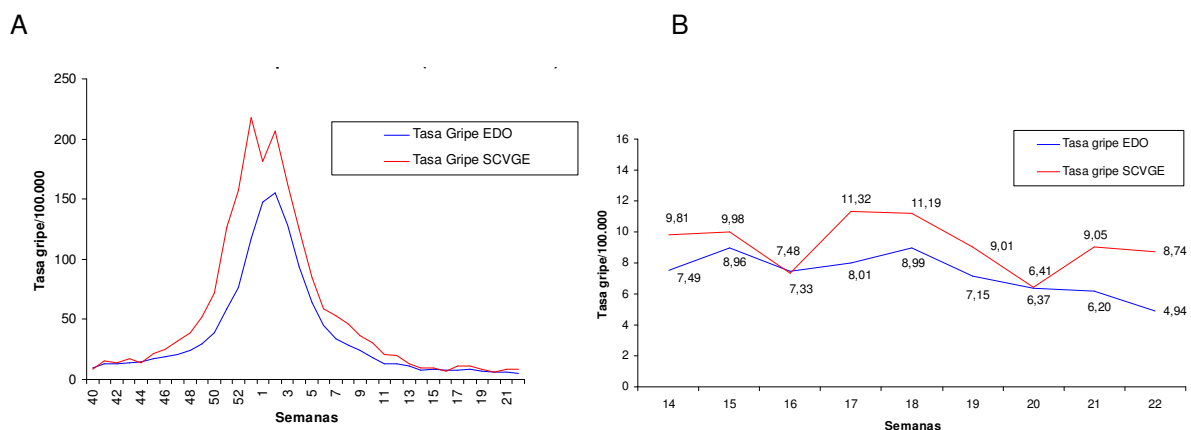 A
B
250
200
150
100
50
0
Tasa gripe/100.000
Tasa Gripe EDO
Tasa Gripe SCVGE
40 42 44 46 48 50 52 1 3 5 7 9 11 13 15 17 19 21
Semanas
16
14
12
10
8
6
4
2
0
Tasa gripe/100.000
Tasa gripe EDO
Tasa gripe SCVGE
9,81 9,98 7,48 11,32 11,19 9,01 6,41 9,05 8,74
7,49 8,96 7,33 8,01 8,99 7,15 6,37 6,20 4,94
14 15 16 17 18 19 20 21 22
Semanas